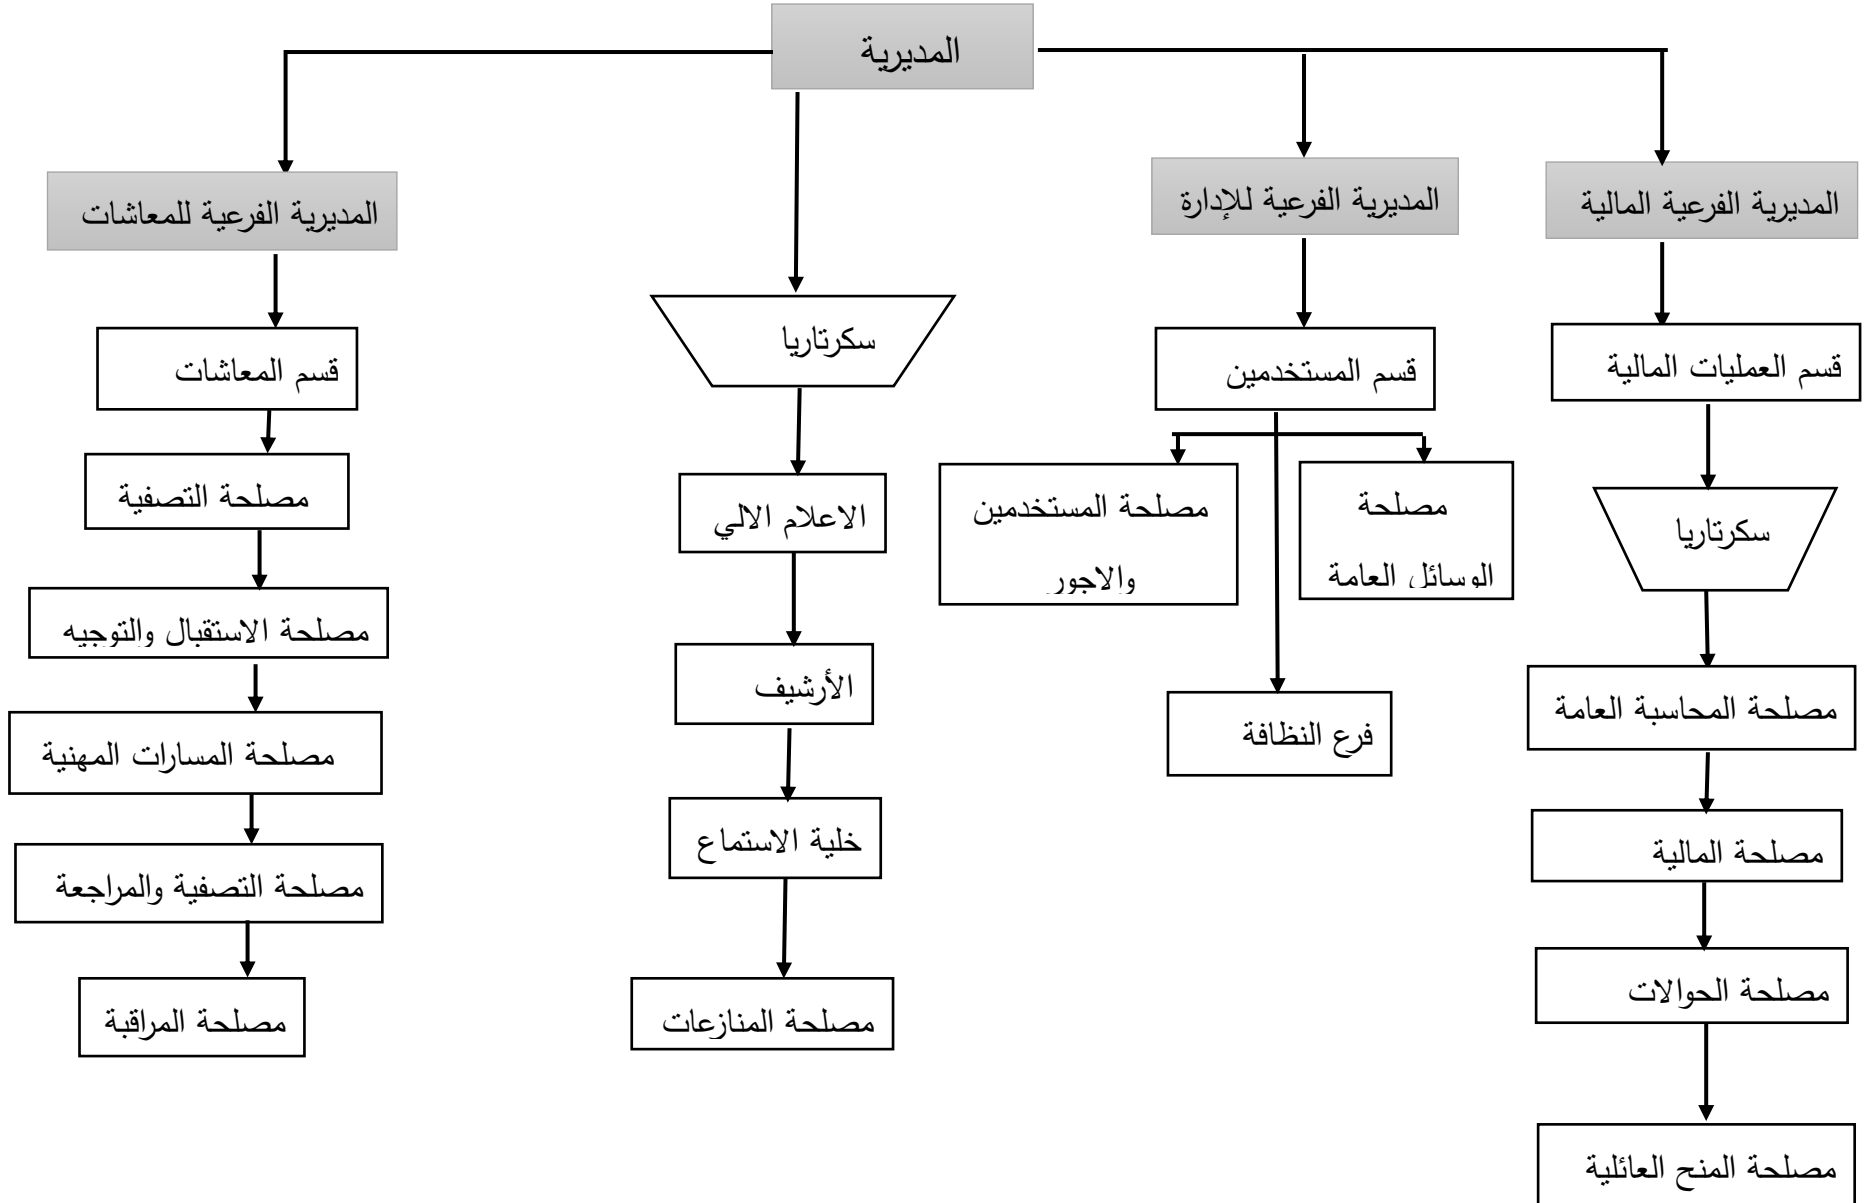 المديرية
المديرية الفرعية المالية
المديرية الفرعية للإدارة
المديرية الفرعية للمعاشات
قسم العمليات المالية
سكرتاريا
مصلحة المحاسبة العامة
مصلحة المالية
مصلحة الحوالات
مصلحة المنح العائلية
قسم المستخدمين
مصلحة
الوسائل العامة
مصلحة المستخدمين
والاجور
فرع النظافة
سكرتاريا
الاعلام الالي
الأرشيف
خلية الاستماع
مصلحة المنازعات
قسم المعاشات
مصلحة التصفية
مصلحة الاستقبال والتوجيه
مصلحة المسارات المهنية
مصلحة التصفية والمراجعة
مصلحة المراقبة